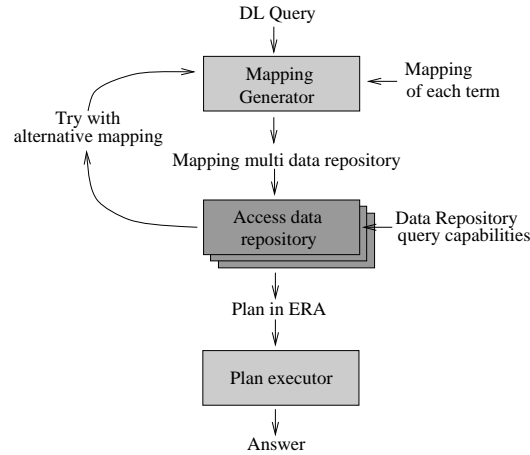 DL Query
Mapping
Generator
Mapping
of each term
Try with
alternative mapping
Mapping multi data repository
Access data
repository
Data Repository
query capabilities
Plan in ERA
Plan executor
Answer